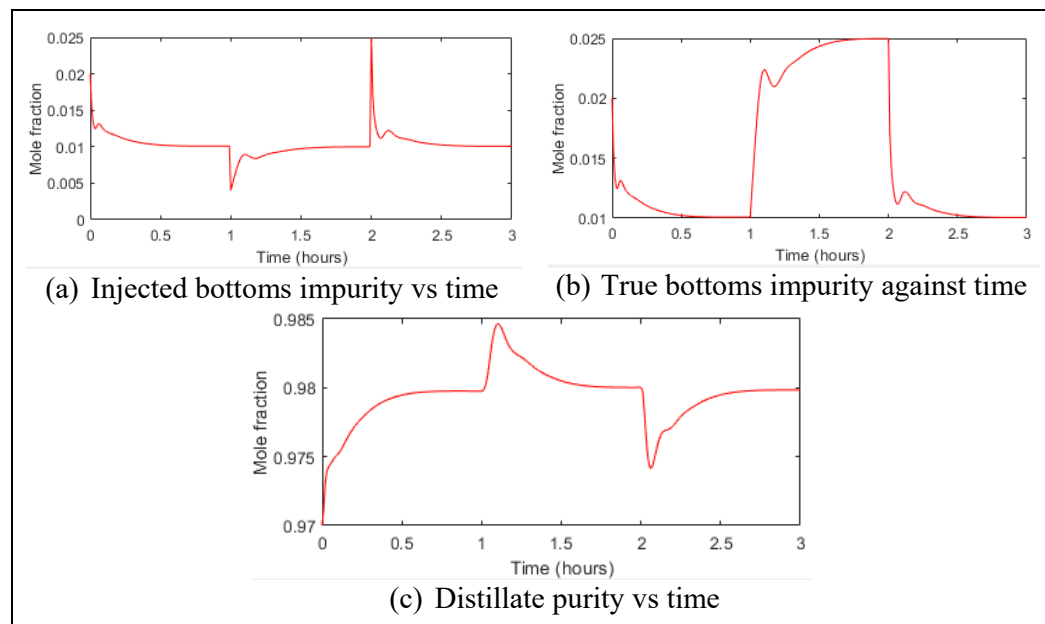 0.025
0.02
0.015
0.010
0.005
0
Mole fraction
0 0.5 1 1.5 2 2.5 3
Time (hours)
(a) Injected bottoms impurity vs time
0.025
0.02
0.015
0.01
Mole fraction
0 0.5 1 1.5 2 2.5 3
Time (hours)
(b) True bottoms impurity against time
0.985
0.98
0.975
0.97
Mole fraction
0 0.5 1 1.5 2 2.5 3
Time (hours)
(c) Distillate purity vs time